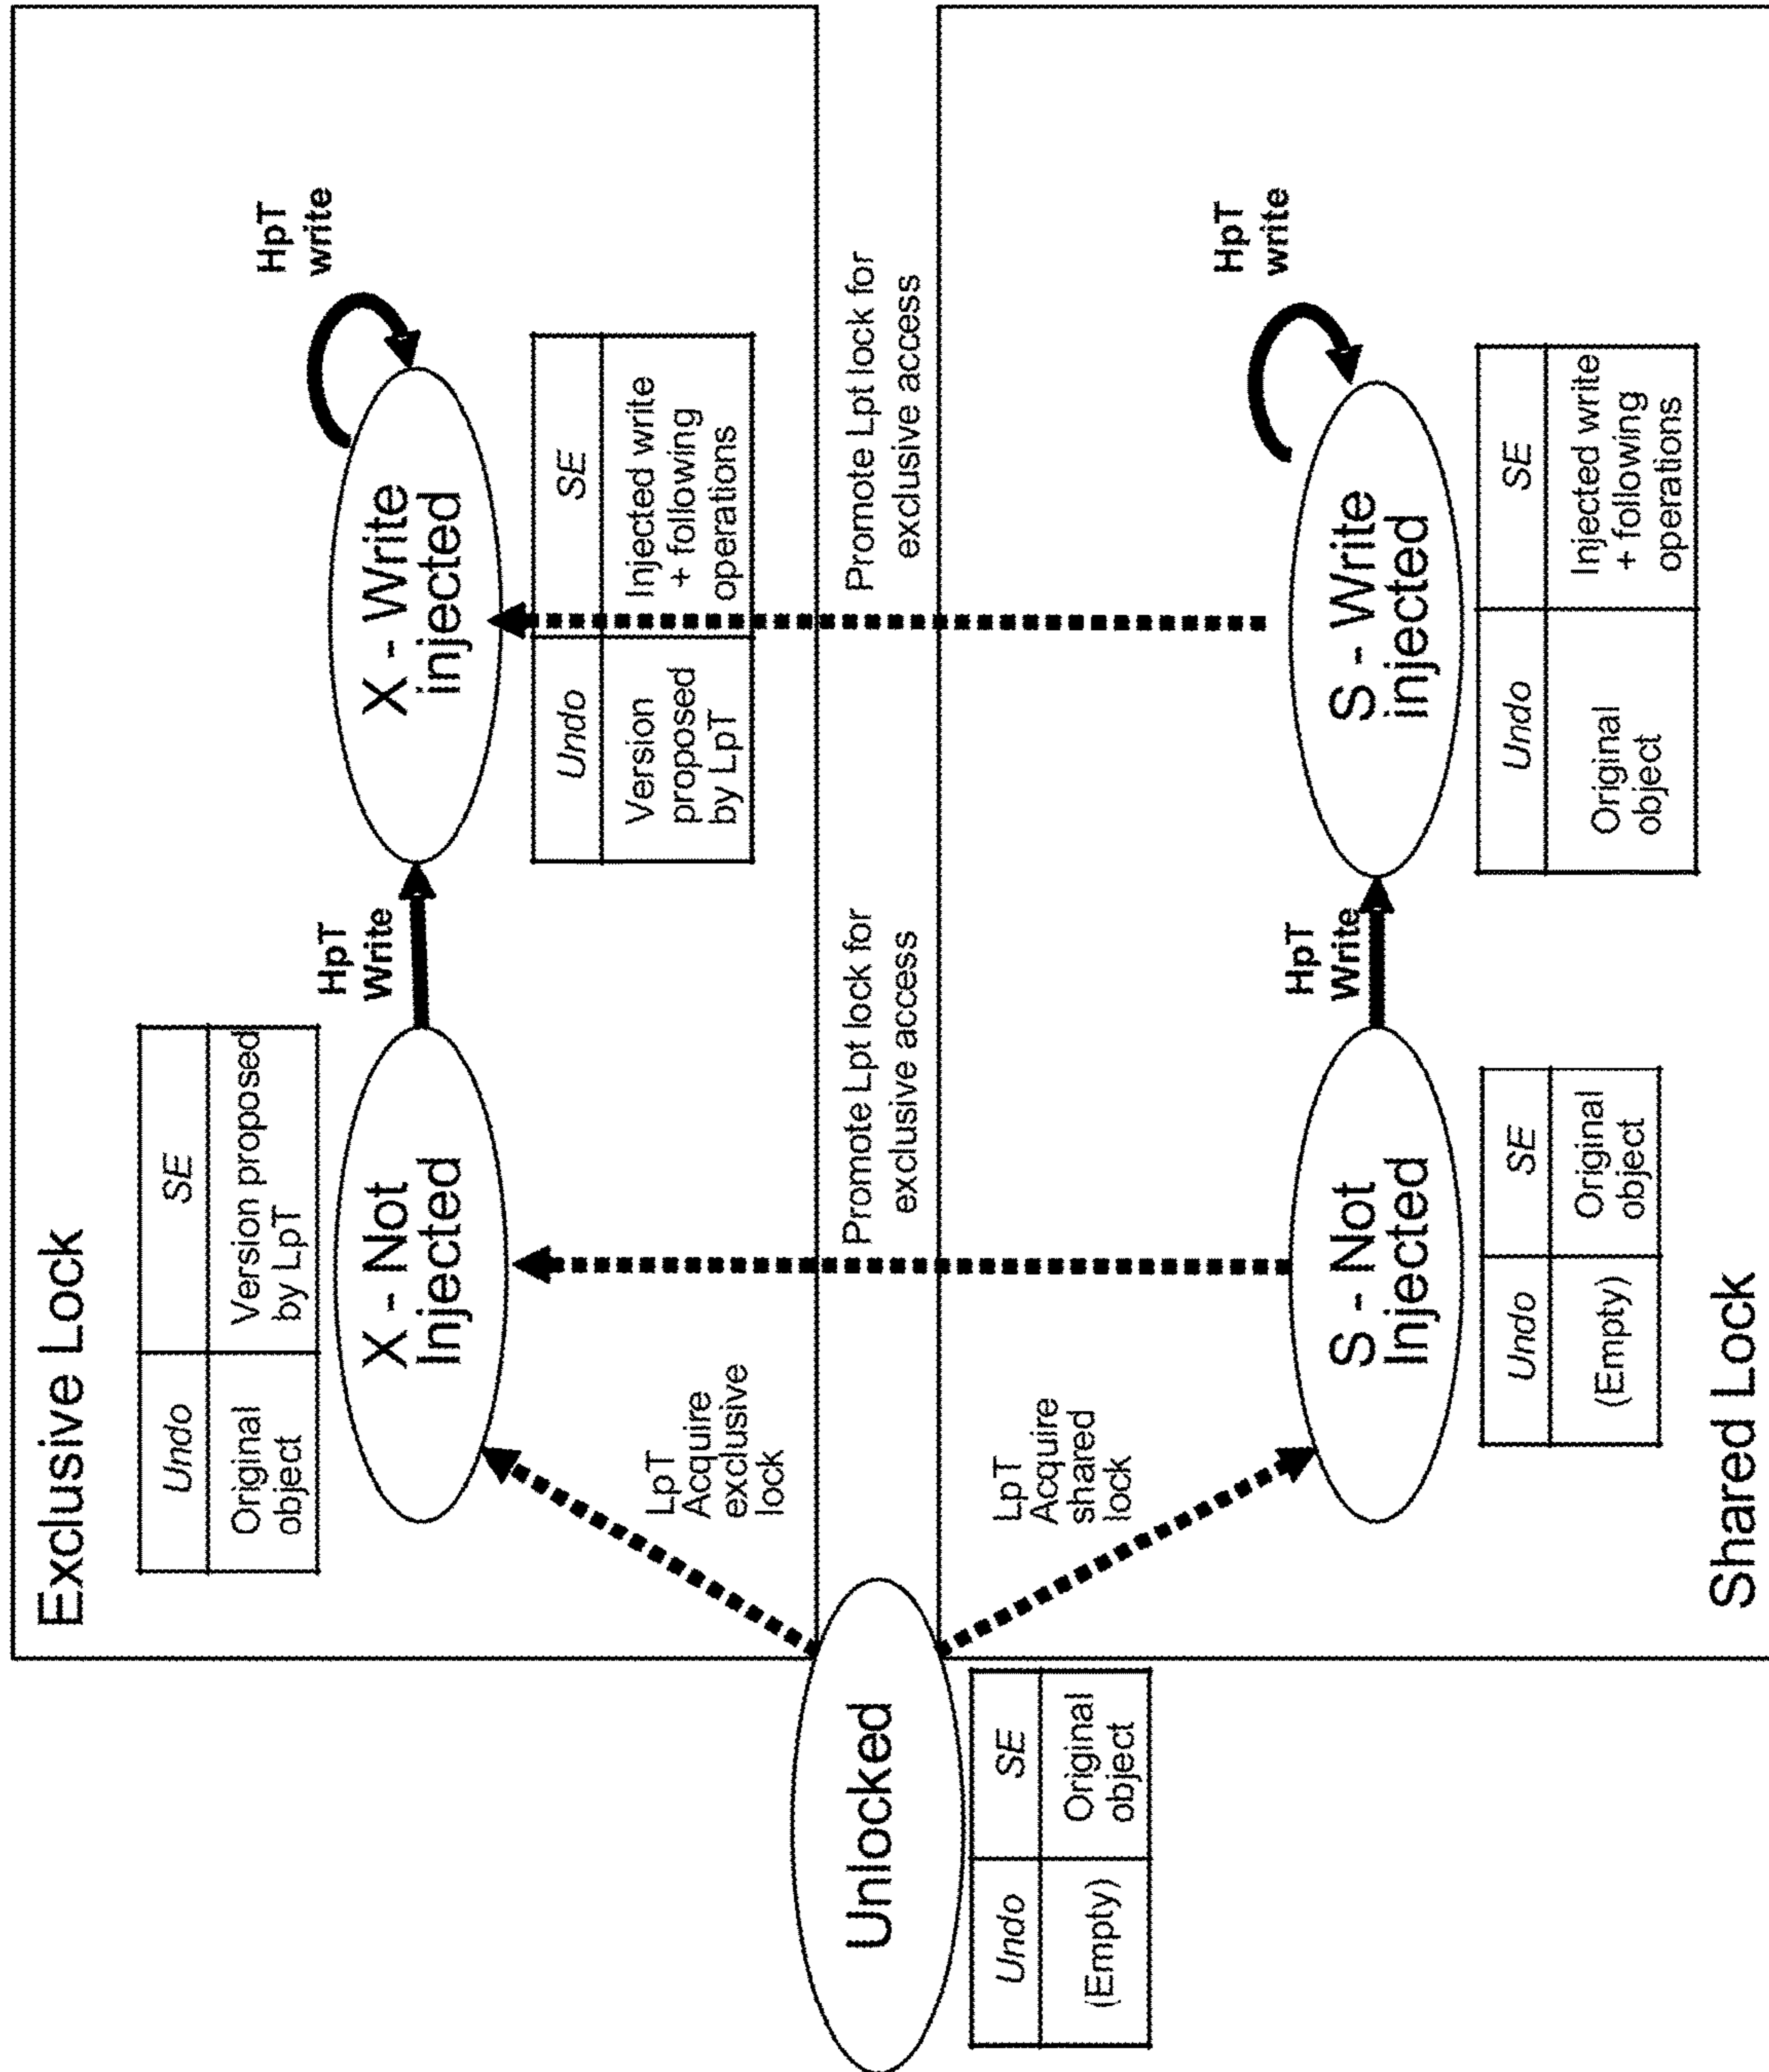 Exclusive Lock
Undo
SE
Original
object
Version proposed
by LpT
X - Not
Injected
HpT
Write
X - Write
injected
HpT
write
Undo
SE
Version
proposed
by LpT
Injected write
+ following
operations
LpT
Acquire
exclusive
lock
Unlocked
Undo
SE
(Empty)
Original
object
Promote Lpt lock for
exclusive access
Promote Lpt lock for
exclusive access
LpT
Acquire
shared
lock
S - Not
Injected
HpT
Write
S - Write
injected
HpT
write
Undo
SE
(Empty)
Original
object
Undo
SE
Original
object
Injected write
+ following
operations
Shared Lock